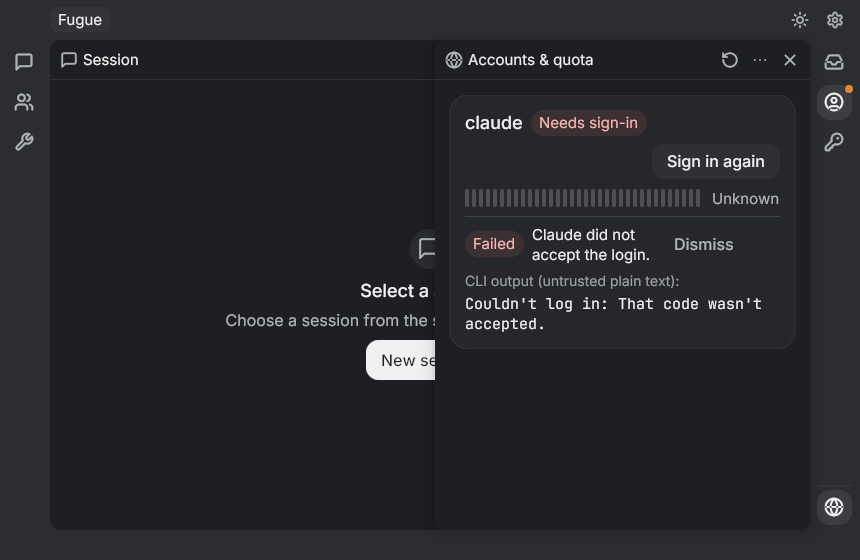 Fugue
Session
Select a
Choose a session from the
New se
Accounts & quota
claude Needs sign-in
Sign in again
Unknown
Failed Claude did not
accept the login. Dismiss
CLI output (untrusted plain text):
Couldn't log in: That code wasn't
accepted.